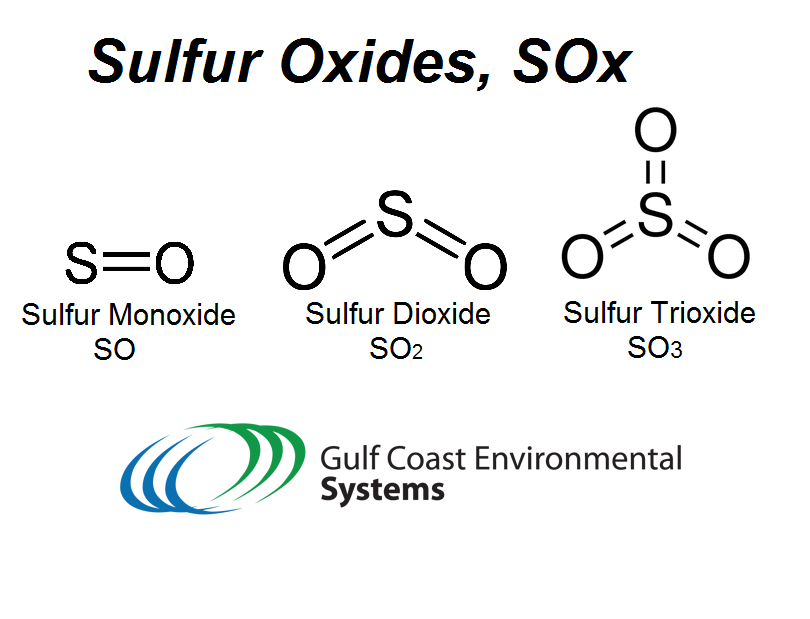 Sulfur Oxides, SOx
S=O
Sulfur Monoxide
SO
S
O O
Sulfur Dioxide
SO2
O
S
O O
Sulfur Trioxide
SO3
Gulf Coast Environmental
Systems